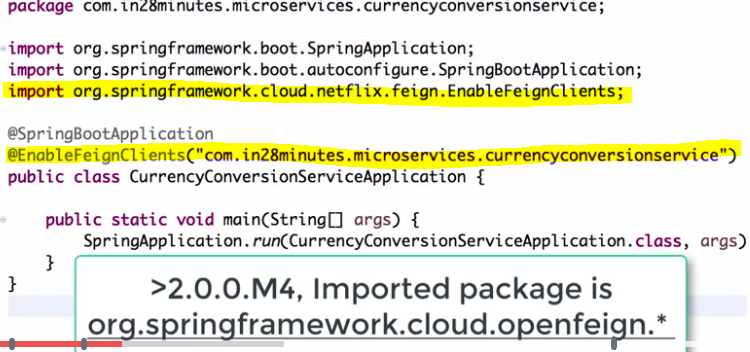 package com.in28minutes.microservices.currencyconversionservice;
import org.springframework.boot.SpringApplication;
import org.springframework.boot.autoconfigure.SpringBootApplication;
import org.springframework.cloud.netflix.feign.EnableFeignClients;
@SpringBootApplication
@EnableFeignClients("com.in28minutes.microservices.currencyconversionservice")
public class CurrencyConversionServiceApplication {
public static void main(String[] args) {
SpringApplication.run(CurrencyConversionServiceApplication.class, args)
}
}
>2.0.0.M4, Imported package is
org.springframework.cloud.openfeign.*